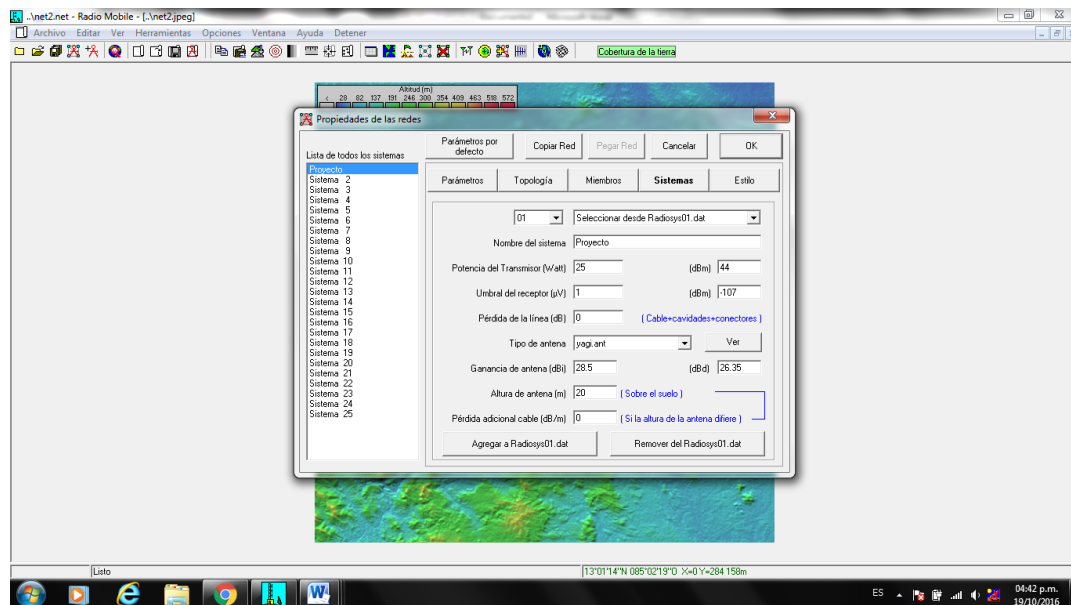 ..\net2.net - Radio Mobile - [..\net2.jpeg]
Archivo Editar Ver Herramientas Opciones Ventana Ayuda Detener
Cobertura de la tierra
Altitud (m)
< 28 82 137 191 246 300 354 409 463 518 572
Propiedades de las redes
Lista de todos los sistemas
Parámetros por defecto
Copiar Red
Pegar Red
Cancelar
OK
Proyecto
Sistema 2
Sistema 3
Sistema 4
Sistema 5
Sistema 6
Sistema 7
Sistema 8
Sistema 9
Sistema 10
Sistema 11
Sistema 12
Sistema 13
Sistema 14
Sistema 15
Sistema 16
Sistema 17
Sistema 18
Sistema 19
Sistema 20
Sistema 21
Sistema 22
Sistema 23
Sistema 24
Sistema 25
Parámetros Topología Miembros Sistemas Estilo
01 Seleccionar desde Radiosys01.dat
Nombre del sistema Proyecto
Potencia del Transmisor (Watt) 25 (dBm) 44
Umbral del receptor (µV) 1 (dBm) -107
Pérdida de la línea (dB) 0 ( Cable+cavidades+conectores )
Tipo de antena yagi.ant Ver
Ganancia de antena (dBi) 28.5 (dBd) 26.35
Altura de antena (m) 20 ( Sobre el suelo )
Pérdida adicional cable (dB/m) 0 ( Si la altura de la antena difiere )
Agregar a Radiosys01.dat Remover del Radiosys01.dat
Listo
13°01'14"N 085°02'19"O X=0 Y=284 158m
ES
04:42 p.m.
19/10/2016